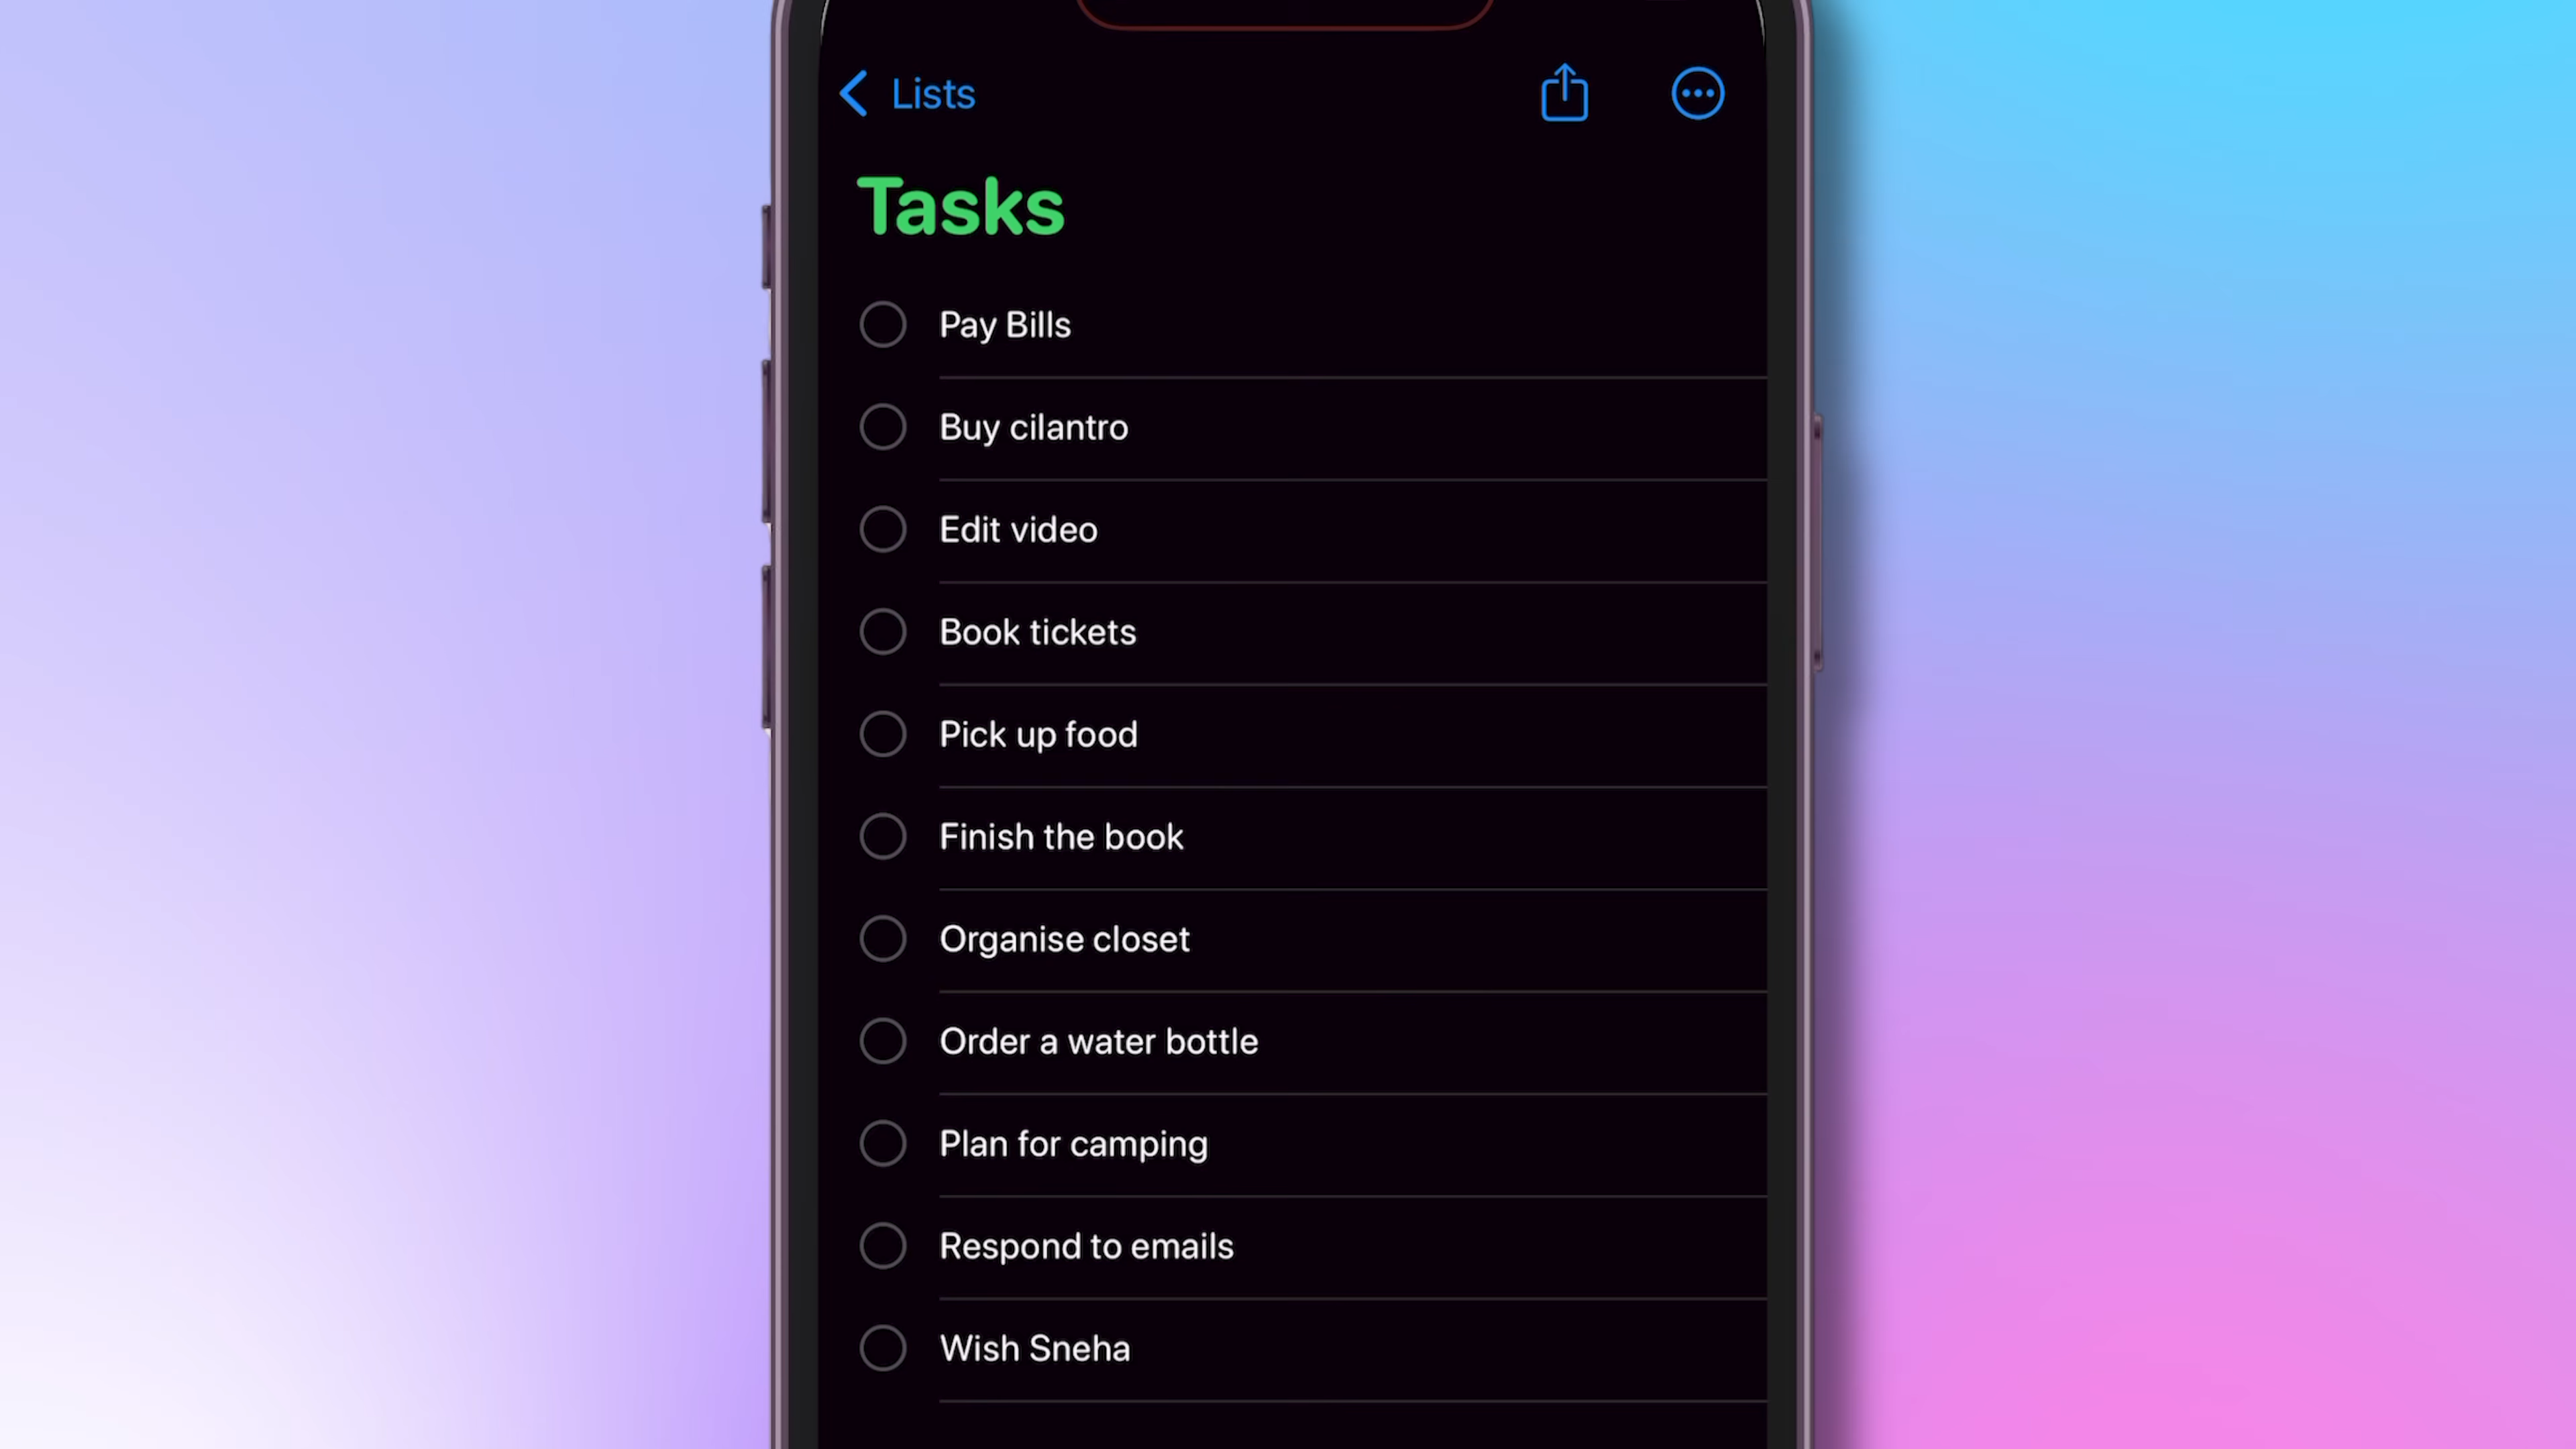 Lists
Tasks
Pay Bills
Buy cilantro
Edit video
Book tickets
Pick up food
Finish the book
Organise closet
Order a water bottle
Plan for camping
Respond to emails
Wish Sneha